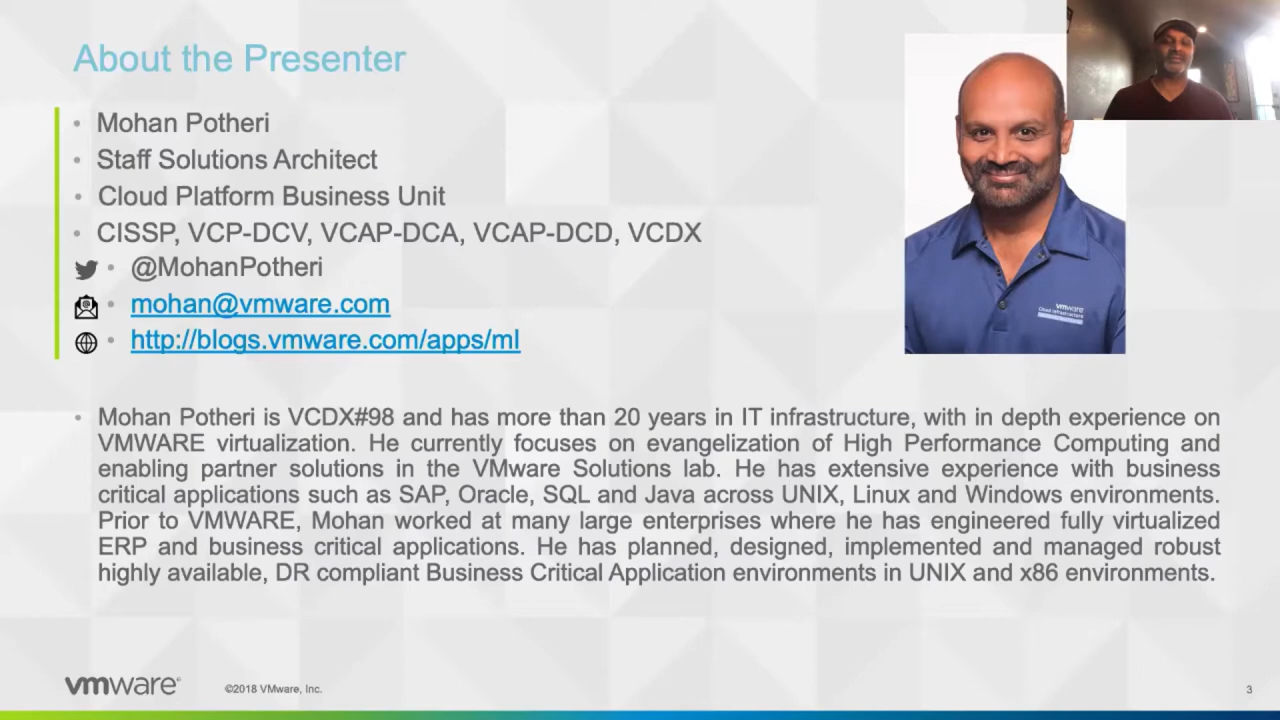 About the Presenter
Mohan Potheri
Staff Solutions Architect
Cloud Platform Business Unit
CISSP, VCP-DCV, VCAP-DCA, VCAP-DCD, VCDX
@MohanPotheri
mohan@vmware.com
http://blogs.vmware.com/apps/ml
vmware
Cloud Infrastructure
Mohan Potheri is VCDX#98 and has more than 20 years in IT infrastructure, with in depth experience on
VMWARE virtualization. He currently focuses on evangelization of High Performance Computing and
enabling partner solutions in the VMware Solutions lab. He has extensive experience with business
critical applications such as SAP, Oracle, SQL and Java across UNIX, Linux and Windows environments.
Prior to VMWARE, Mohan worked at many large enterprises where he has engineered fully virtualized
ERP and business critical applications. He has planned, designed, implemented and managed robust
highly available, DR compliant Business Critical Application environments in UNIX and x86 environments.
vmware®
©2018 VMware, Inc.
3